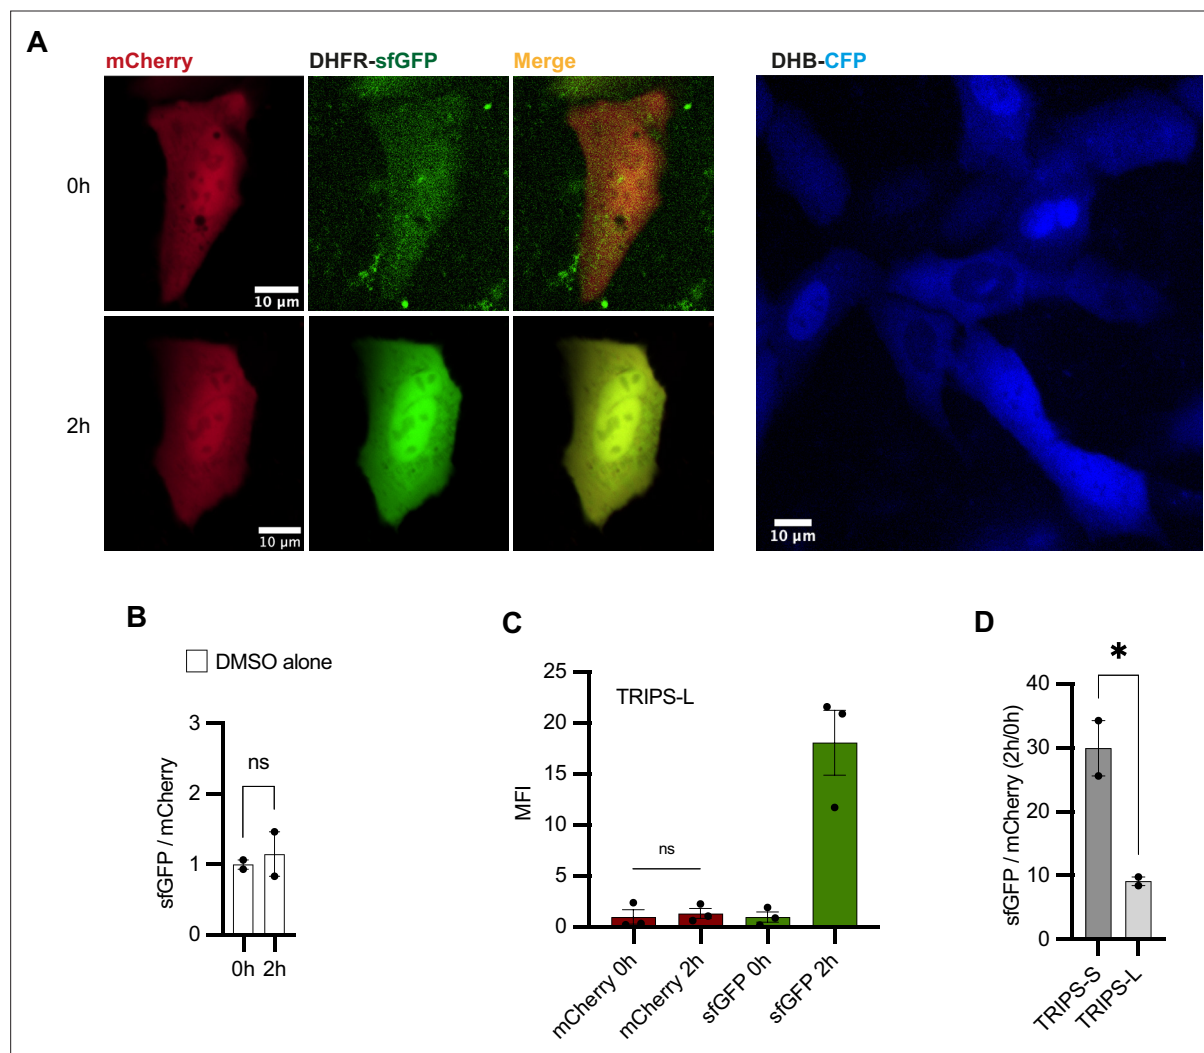 A
mCherry
DHFR-sfGFP
Merge
DHB-CFP
0h
10 µm
2h
10 µm
10 µm
10 µm
B
DMSO alone
sfGFP / mCherry
3
2
1
0
ns
0h
2h
C
TRIPS-L
MFI
25
20
15
10
5
0
ns
mCherry 0h
mCherry 2h
sfGFP 0h
sfGFP 2h
D
*
sfGFP / mCherry (2h/0h)
40
30
20
10
0
TRIPS-S
TRIPS-L